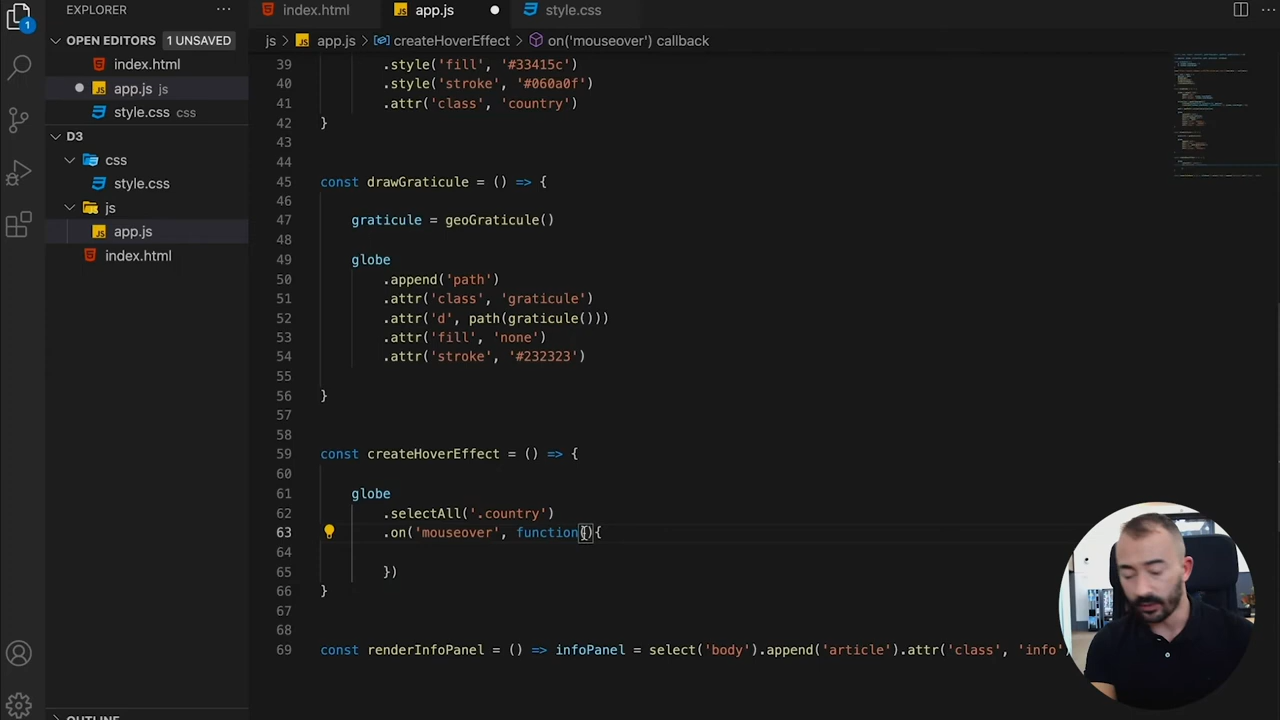 EXPLORER
OPEN EDITORS 1 UNSAVED
index.html
app.js js
style.css css
D3
css
style.css
js
app.js
index.html
OUTLINE
1
index.html app.js style.css
js > app.js > createHoverEffect > on('mouseover') callback
39 .style('fill', '#33415c')
40 .style('stroke', '#060a0f')
41 .attr('class', 'country')
42 }
43
44
45 const drawGraticule = () => {
46
47 graticule = geoGraticule()
48
49 globe
50 .append('path')
51 .attr('class', 'graticule')
52 .attr('d', path(graticule()))
53 .attr('fill', 'none')
54 .attr('stroke', '#232323')
55
56 }
57
58
59 const createHoverEffect = () => {
60
61 globe
62 .selectAll('.country')
63 .on('mouseover', function(){
64
65 })
66 }
67
68
69 const renderInfoPanel = () => infoPanel = select('body').append('article').attr('class', 'info')